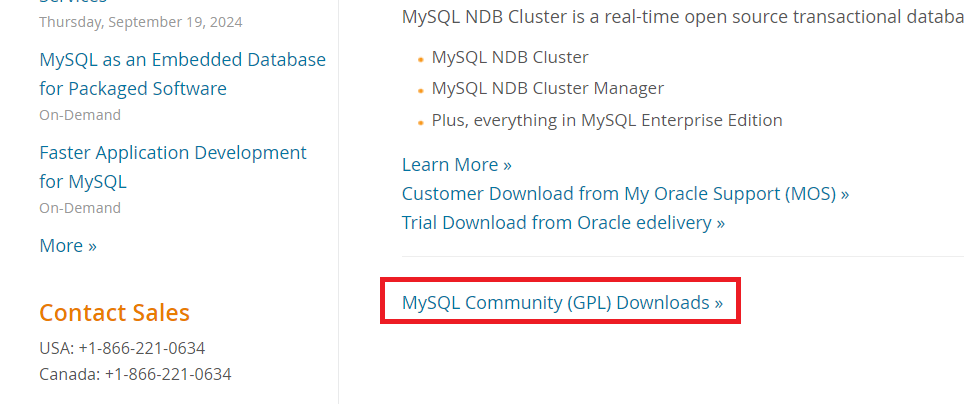 Services
Thursday, September 19, 2024
MySQL as an Embedded Database
for Packaged Software
On-Demand
Faster Application Development
for MySQL
On-Demand
More »
Contact Sales
USA: +1-866-221-0634
Canada: +1-866-221-0634
MySQL NDB Cluster is a real-time open source transactional databa
MySQL NDB Cluster
MySQL NDB Cluster Manager
Plus, everything in MySQL Enterprise Edition
Learn More »
Customer Download from My Oracle Support (MOS) »
Trial Download from Oracle edelivery »
MySQL Community (GPL) Downloads »